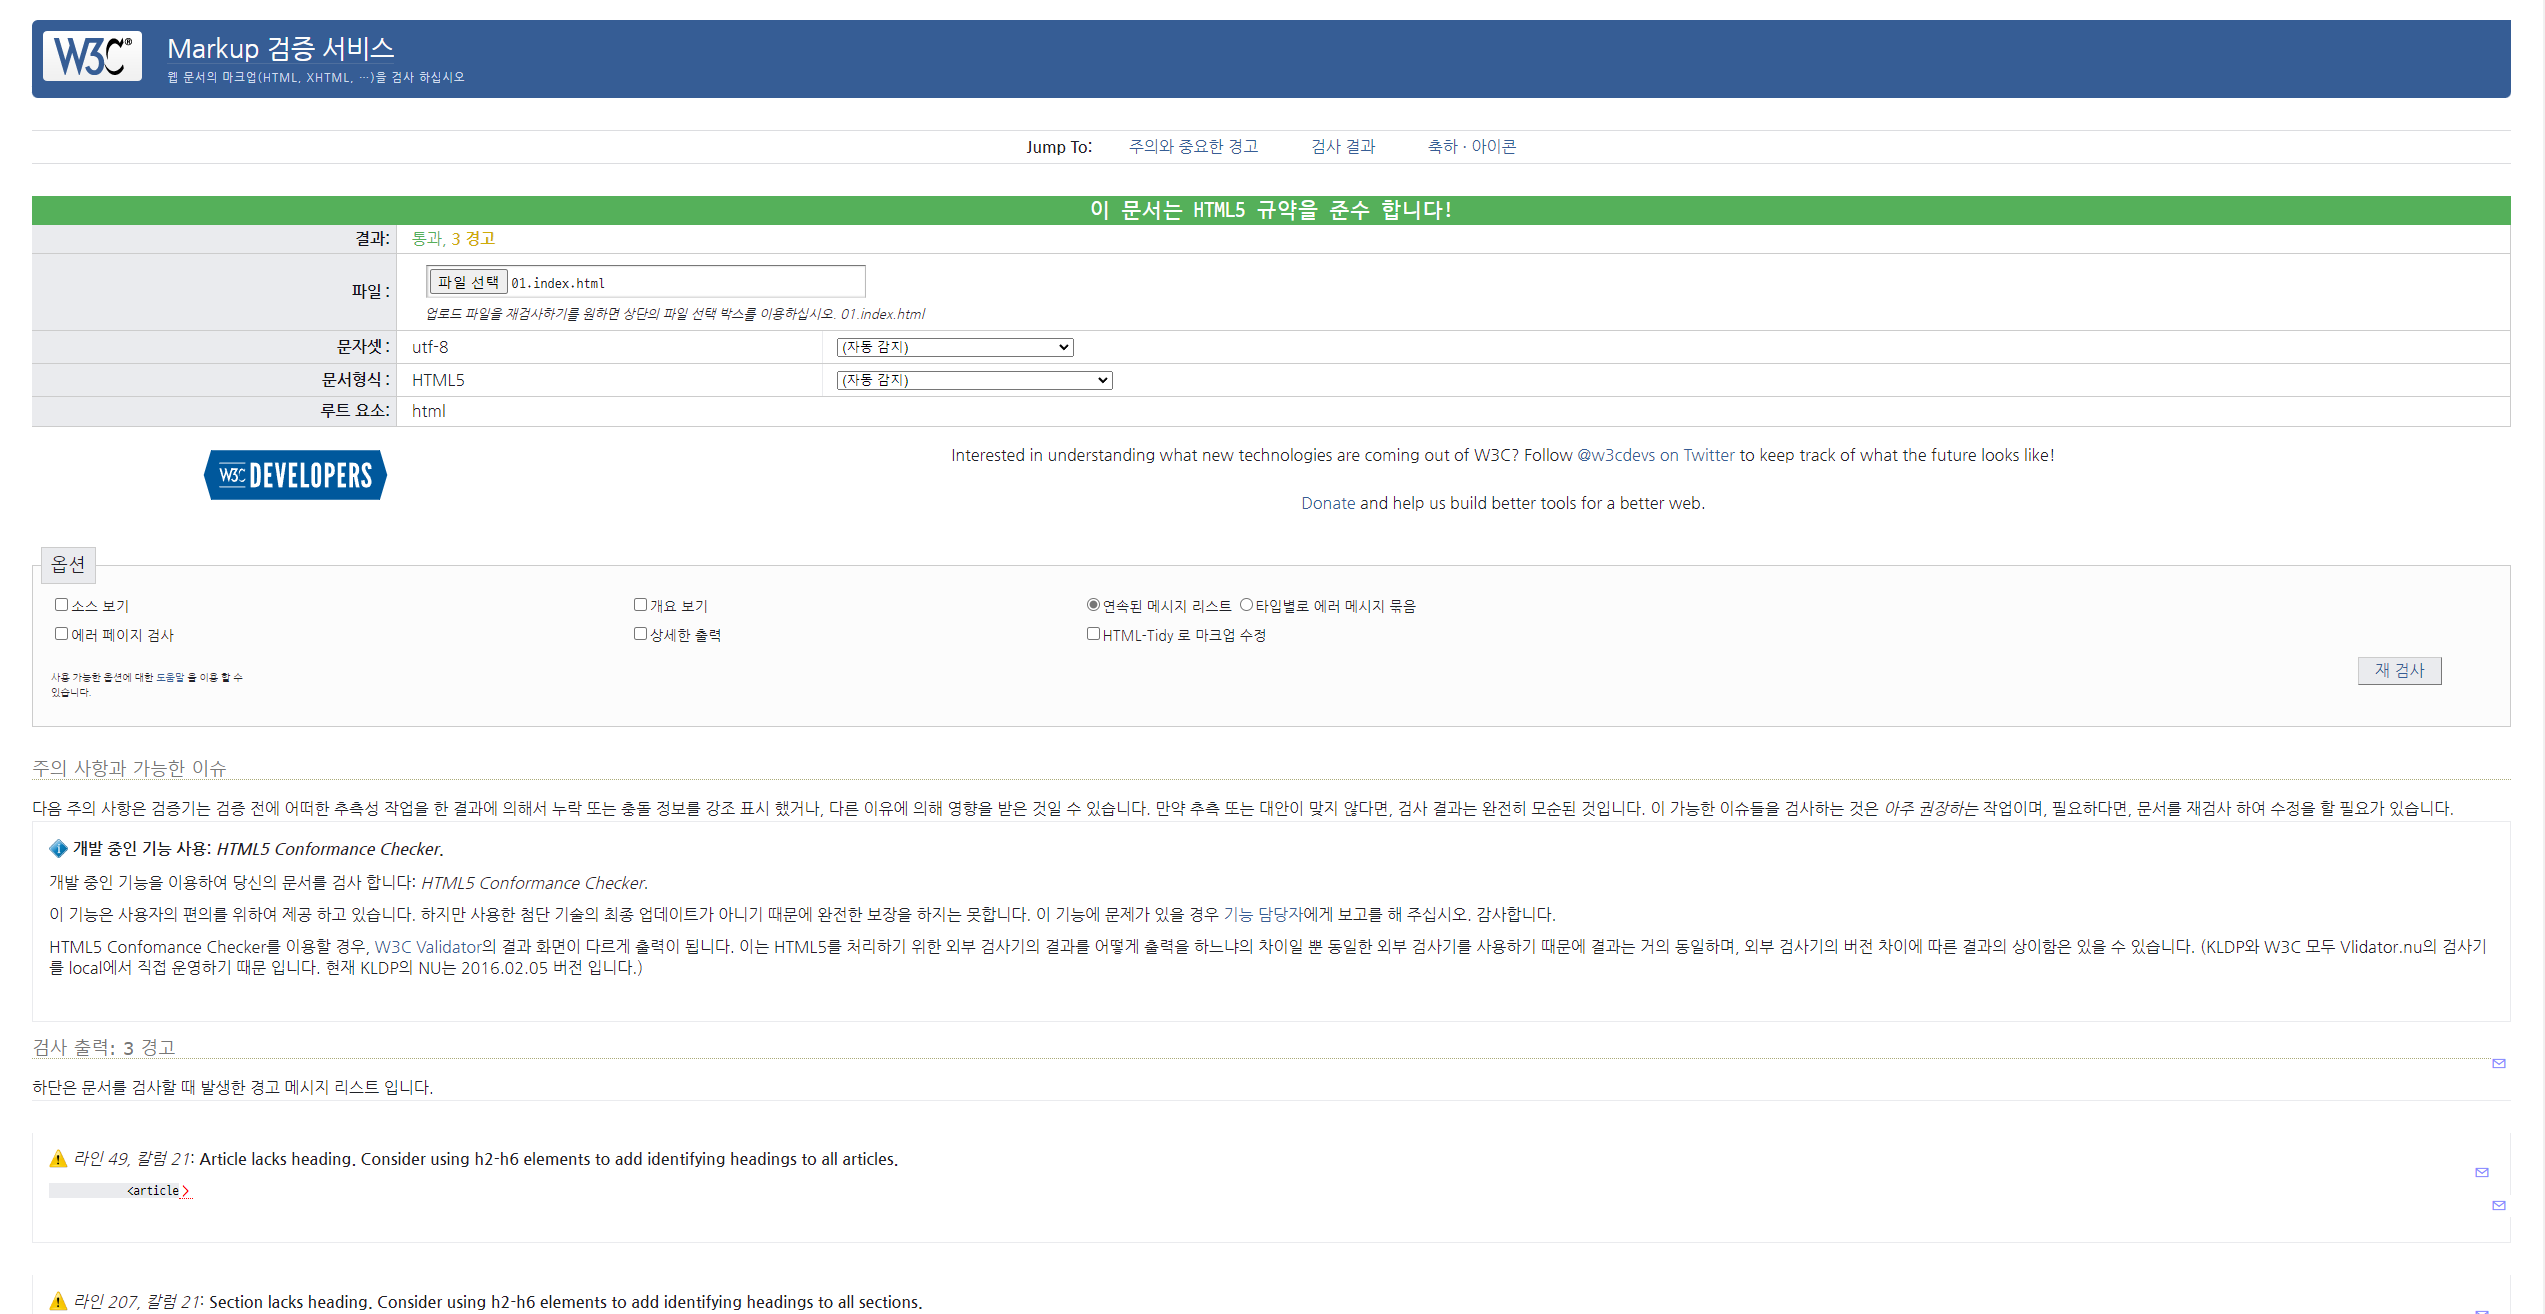 W3C®
Markup 검증 서비스
웹 문서의 마크업(HTML, XHTML, …)을 검사 하십시오
Jump To: 주의와 중요한 경고 검사 결과 축하 · 아이콘
이 문서는 HTML5 규약을 준수 합니다!
결과: 통과, 3 경고
파일 : 파일 선택 01.index.html
업로드 파일을 재검사하기를 원하면 상단의 파일 선택 박스를 이용하십시오. 01.index.html
문자셋 : utf-8 (자동 감지)
문서형식 : HTML5 (자동 감지)
루트 요소: html
W3C DEVELOPERS
Interested in understanding what new technologies are coming out of W3C? Follow @w3cdevs on Twitter to keep track of what the future looks like!
Donate and help us build better tools for a better web.
옵션
소스 보기 개요 보기 연속된 메시지 리스트 타입별로 에러 메시지 묶음
에러 페이지 검사 상세한 출력 HTML-Tidy 로 마크업 수정
사용 가능한 옵션에 대한 도움말 을 이용 할 수
있습니다.
재 검사
주의 사항과 가능한 이슈
다음 주의 사항은 검증기는 검증 전에 어떠한 추측성 작업을 한 결과에 의해서 누락 또는 충돌 정보를 강조 표시 했거나, 다른 이유에 의해 영향을 받은 것일 수 있습니다. 만약 추측 또는 대안이 맞지 않다면, 검사 결과는 완전히 모순된 것입니다. 이 가능한 이슈들을 검사하는 것은 아주 권장하는 작업이며, 필요하다면, 문서를 재검사 하여 수정을 할 필요가 있습니다.
개발 중인 기능 사용: HTML5 Conformance Checker.
개발 중인 기능을 이용하여 당신의 문서를 검사 합니다: HTML5 Conformance Checker.
이 기능은 사용자의 편의를 위하여 제공 하고 있습니다. 하지만 사용한 첨단 기술의 최종 업데이트가 아니기 때문에 완전한 보장을 하지는 못합니다. 이 기능에 문제가 있을 경우 기능 담당자에게 보고를 해 주십시오. 감사합니다.
HTML5 Confomance Checker를 이용할 경우, W3C Validator의 결과 화면이 다르게 출력이 됩니다. 이는 HTML5를 처리하기 위한 외부 검사기의 결과를 어떻게 출력을 하느냐의 차이일 뿐 동일한 외부 검사기를 사용하기 때문에 결과는 거의 동일하며, 외부 검사기의 버전 차이에 따른 결과의 상이함은 있을 수 있습니다. (KLDP와 W3C 모두 Vlidator.nu의 검사기
를 local에서 직접 운영하기 때문 입니다. 현재 KLDP의 NU는 2016.02.05 버전 입니다.)
검사 출력: 3 경고
하단은 문서를 검사할 때 발생한 경고 메시지 리스트 입니다.
라인 49, 칼럼 21: Article lacks heading. Consider using h2-h6 elements to add identifying headings to all articles.
<article>
라인 207, 칼럼 21: Section lacks heading. Consider using h2-h6 elements to add identifying headings to all sections.